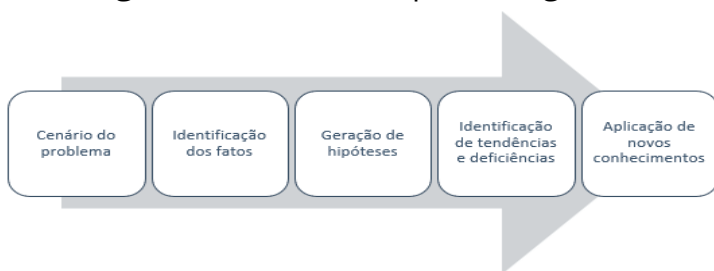 Cenário do
problema
Identificação
dos fatos
Geração de
hipóteses
Identificação
de tendências
e deficiências
Aplicação de
novos
conhecimentos